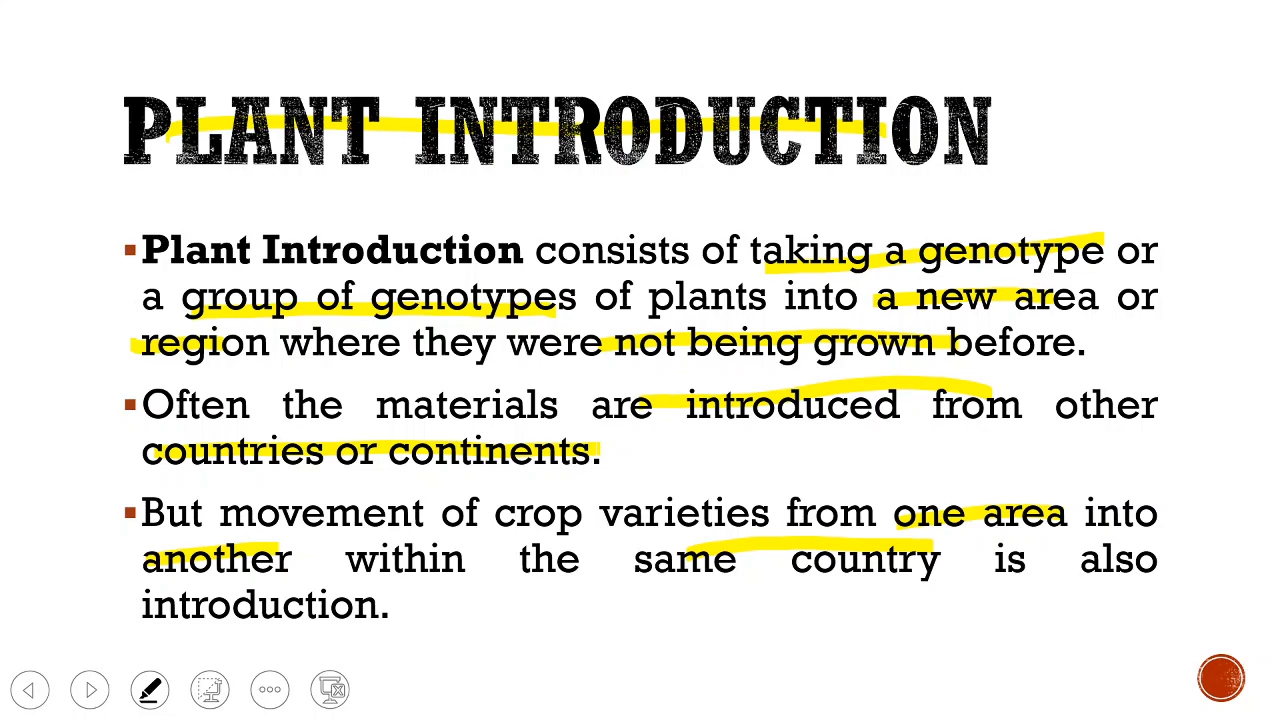 PLANT INTRODUCTION
▪Plant Introduction consists of taking a genotype or
a group of genotypes of plants into a new area or
region where they were not being grown before.
▪Often the materials are introduced from other
countries or continents.
▪But movement of crop varieties from one area into
another within the same country is also
introduction.